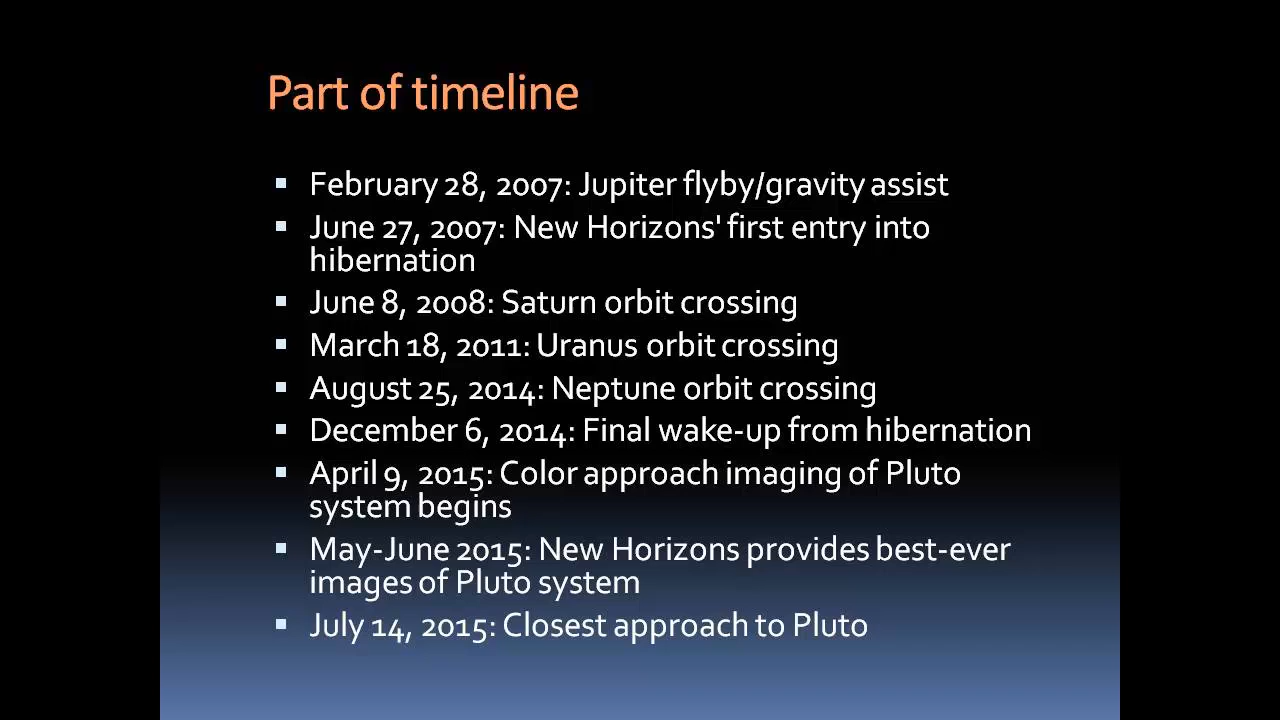 Part of timeline
February 28, 2007: Jupiter flyby/gravity assist
June 27, 2007: New Horizons' first entry into
hibernation
June 8, 2008: Saturn orbit crossing
March 18, 2011: Uranus orbit crossing
August 25, 2014: Neptune orbit crossing
December 6, 2014: Final wake-up from hibernation
April 9, 2015: Color approach imaging of Pluto
system begins
May-June 2015: New Horizons provides best-ever
images of Pluto system
July 14, 2015: Closest approach to Pluto